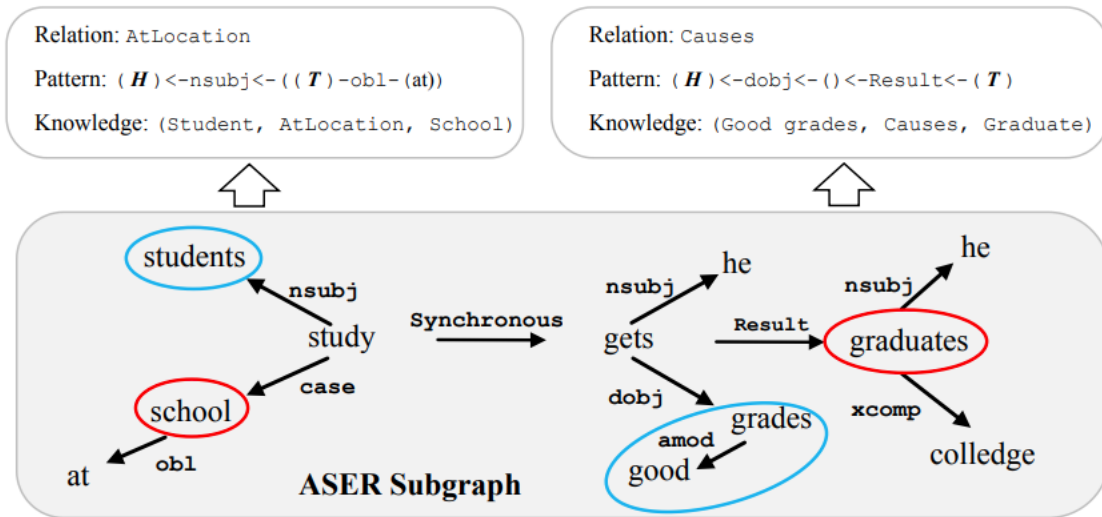 Relation: AtLocation
Pattern: (H)<-nsubj<-((T)-obl-(at))
Knowledge: (Student, AtLocation, School)
Relation: Causes
Pattern: (H)<-dobj<-()<-Result<-(T)
Knowledge: (Good grades, Causes, Graduate)
students
nsubj
study
case
school
obl
at
Synchronous
he
nsubj
gets
dobj
grades
amod
good
Result
he
nsubj
graduates
xcomp
colledge
ASER Subgraph